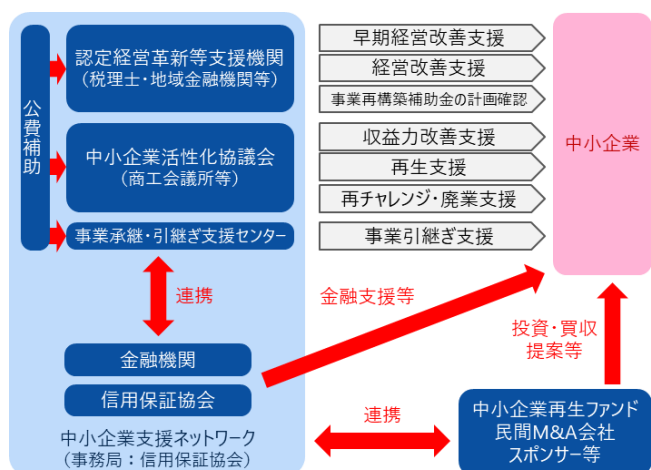 公費補助
認定経営革新等支援機関
(税理士・地域金融機関等)
中小企業活性化協議会
(商工会議所等)
事業承継・引継ぎ支援センター
早期経営改善支援
経営改善支援
事業再構築補助金の計画確認
収益力改善支援
再生支援
再チャレンジ・廃業支援
事業引継ぎ支援
中小企業
連携
金融支援等
投資・買収
提案等
金融機関
信用保証協会
中小企業支援ネットワーク
(事務局：信用保証協会)
連携
中小企業再生ファンド
民間M&A会社
スポンサー等